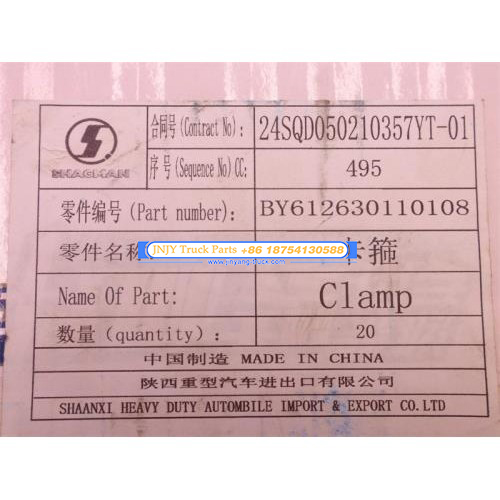 SHACMAN
合同号(Contract No): 24SQD050210357YT-01
序号(Sequence No)CC: 495
零件编号(Part number): BY612630110108
零件名称 卡箍
JNJY Truck Parts +86 18754130588
www.jinyangtruck.com
Name Of Part: Clamp
数量(quantity): 20
中国制造 MADE IN CHINA
陕西重型汽车进出口有限公司
SHAANXI HEAVY DUTY AUTOMBILE IMPORT & EXPORT CO.LTD